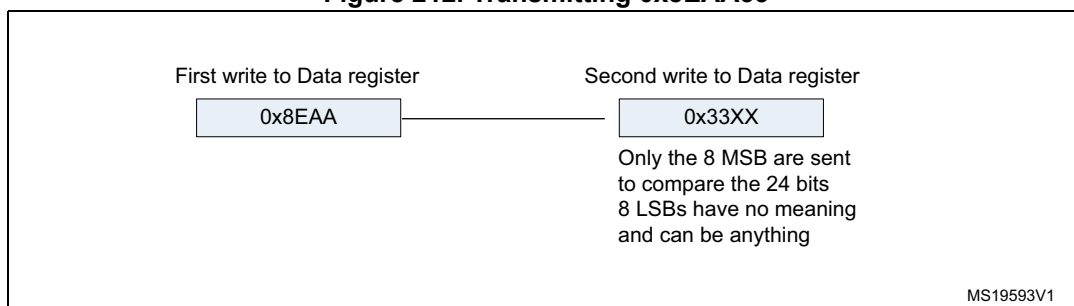 First write to Data register
Second write to Data register
0x8EAA
0x33XX
Only the 8 MSB are sent
to compare the 24 bits
8 LSBs have no meaning
and can be anything
MS19593V1